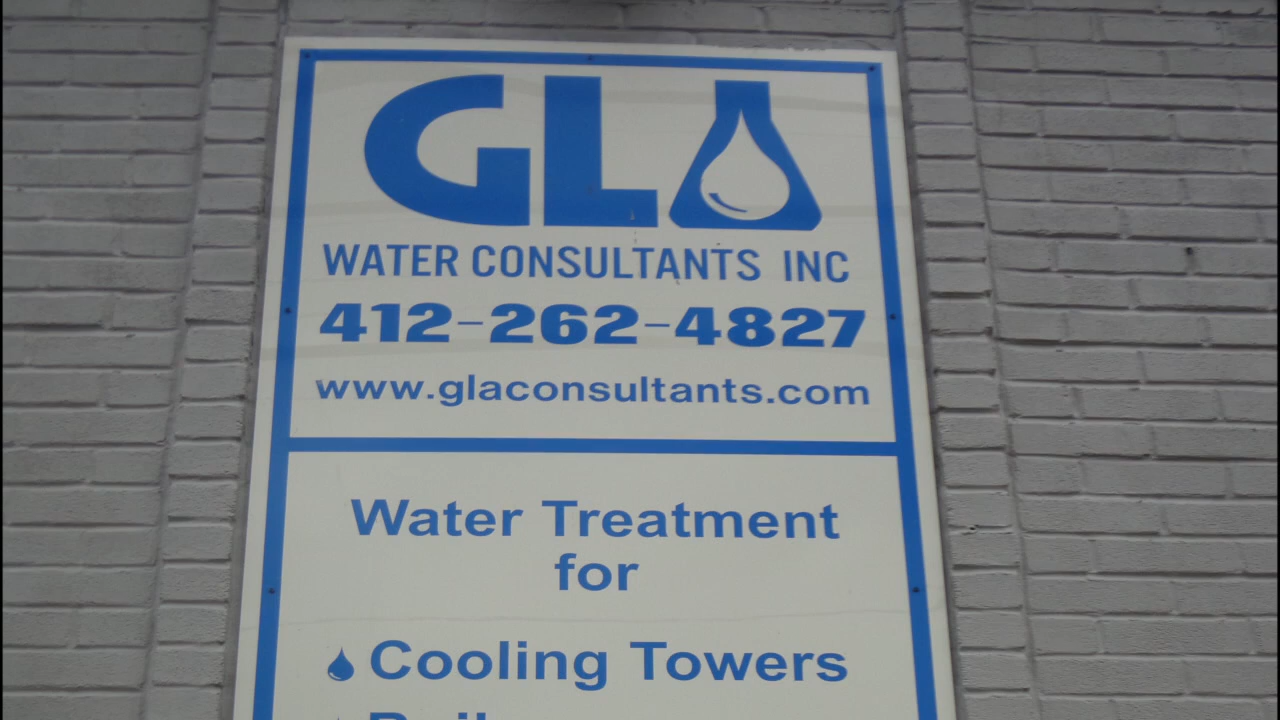 GLA
WATER CONSULTANTS INC
412-262-4827
www.glaconsultants.com
Water Treatment
for
Cooling Towers